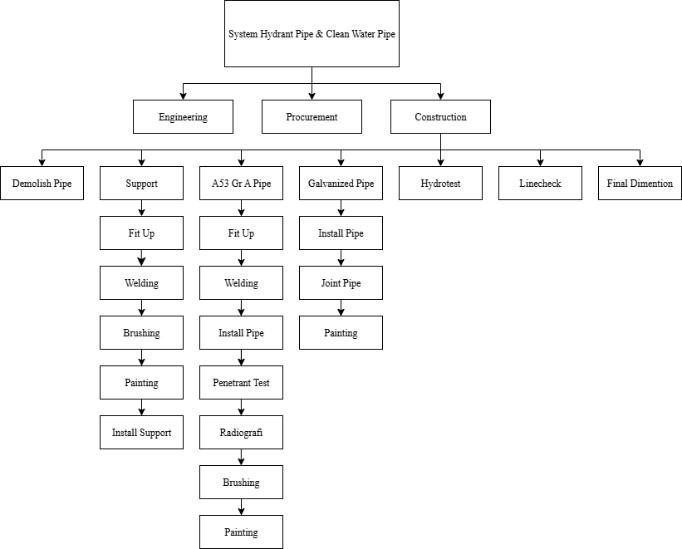 System Hydrant Pipe & Clean Water Pipe
Engineering
Procurement
Construction
Demolish Pipe
Support
A53 Gr A Pipe
Galvanized Pipe
Hydrotest
Linecheck
Final Dimention
Fit Up
Fit Up
Install Pipe
Welding
Welding
Joint Pipe
Brushing
Install Pipe
Painting
Painting
Penetrant Test
Install Support
Radiografi
Brushing
Painting